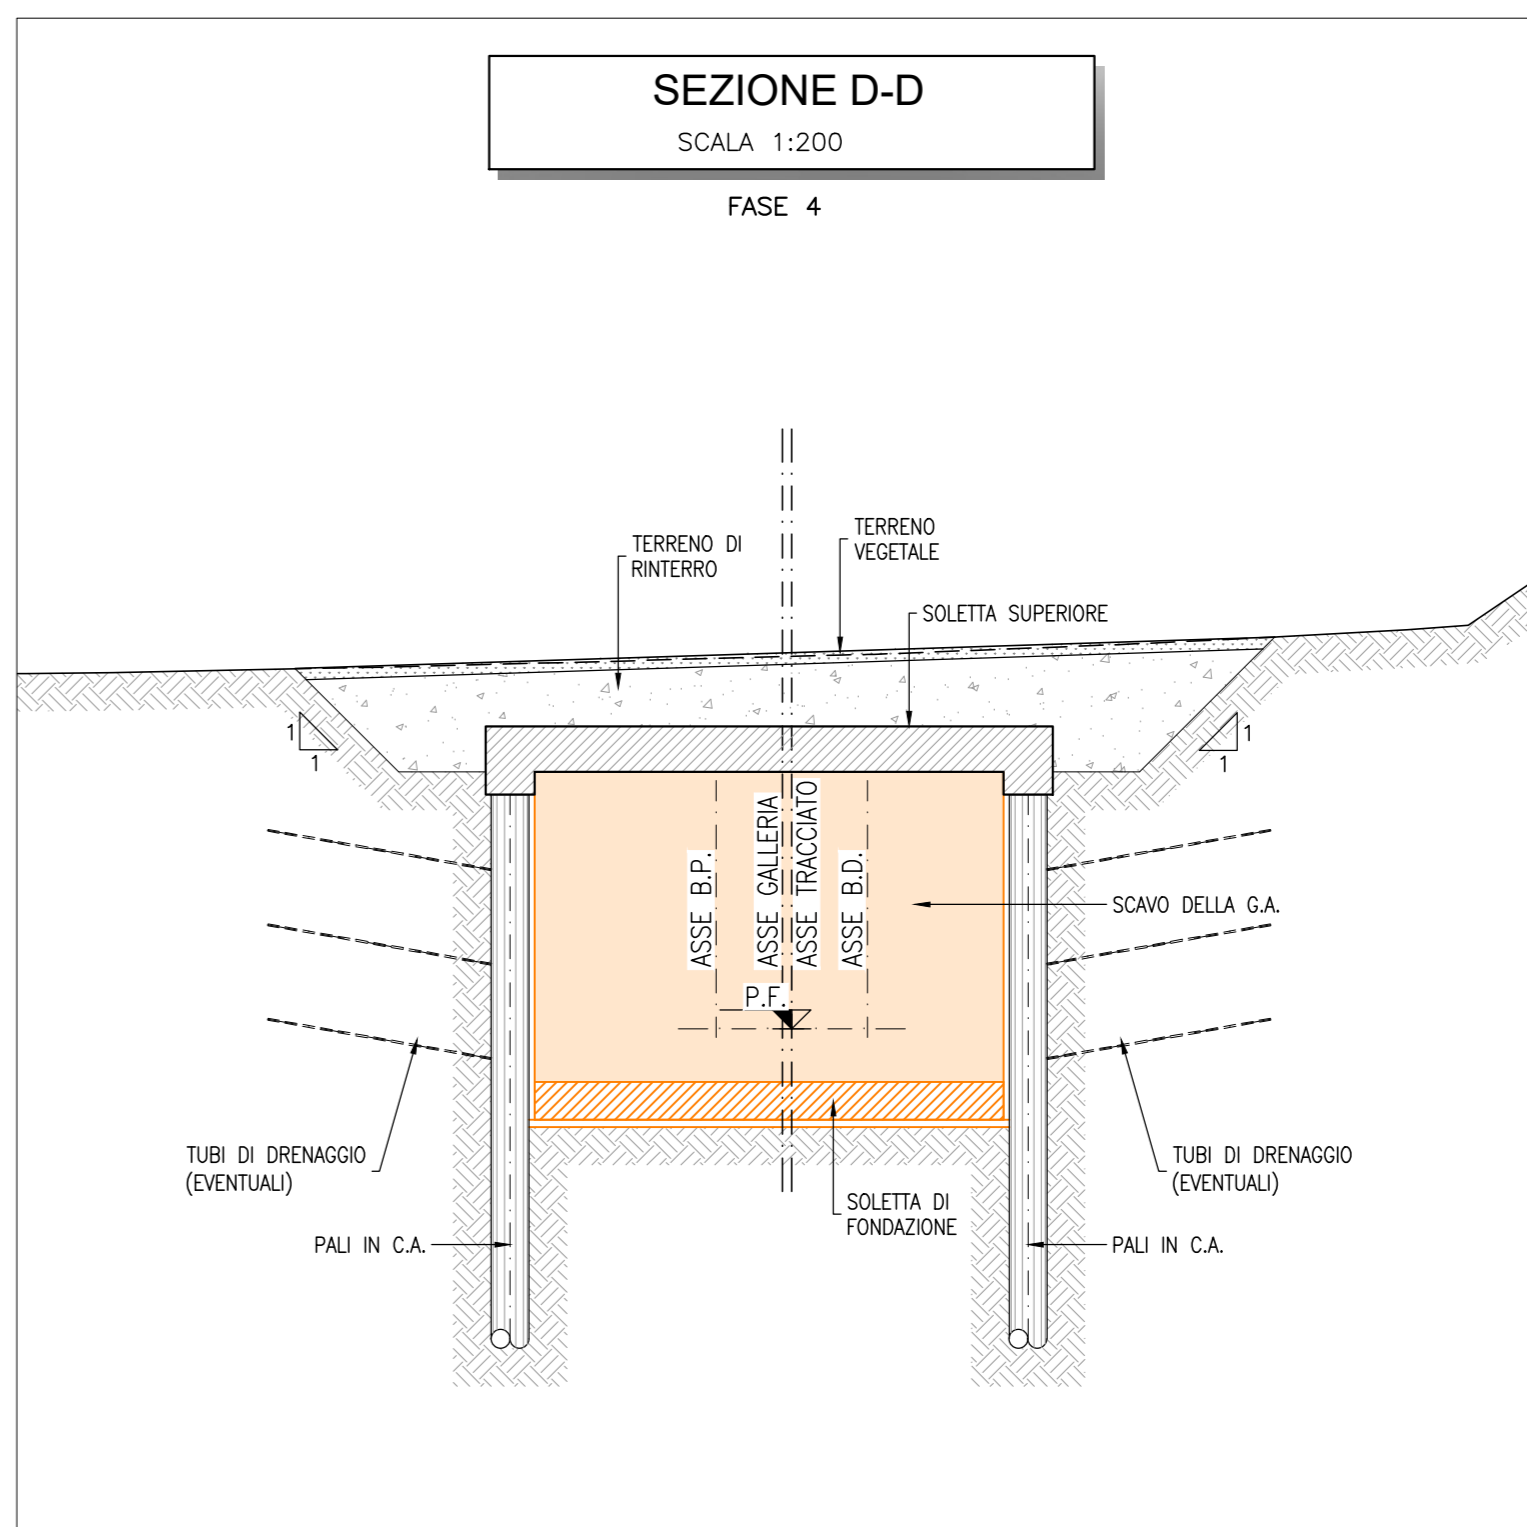 SEZIONE D-D
SCALA 1:200
FASE 4
TERRENO DI
RINTERRO
TERRENO
VEGETALE
SOLETTA SUPERIORE
1
1
1
1
ASSE B.P.
ASSE GALLERIA
ASSE TRACCIATO
ASSE B.D.
SCAVO DELLA G.A.
P.F.
TUBI DI DRENAGGIO
(EVENTUALI)
TUBI DI DRENAGGIO
(EVENTUALI)
SOLETTA DI
FONDAZIONE
PALI IN C.A.
PALI IN C.A.